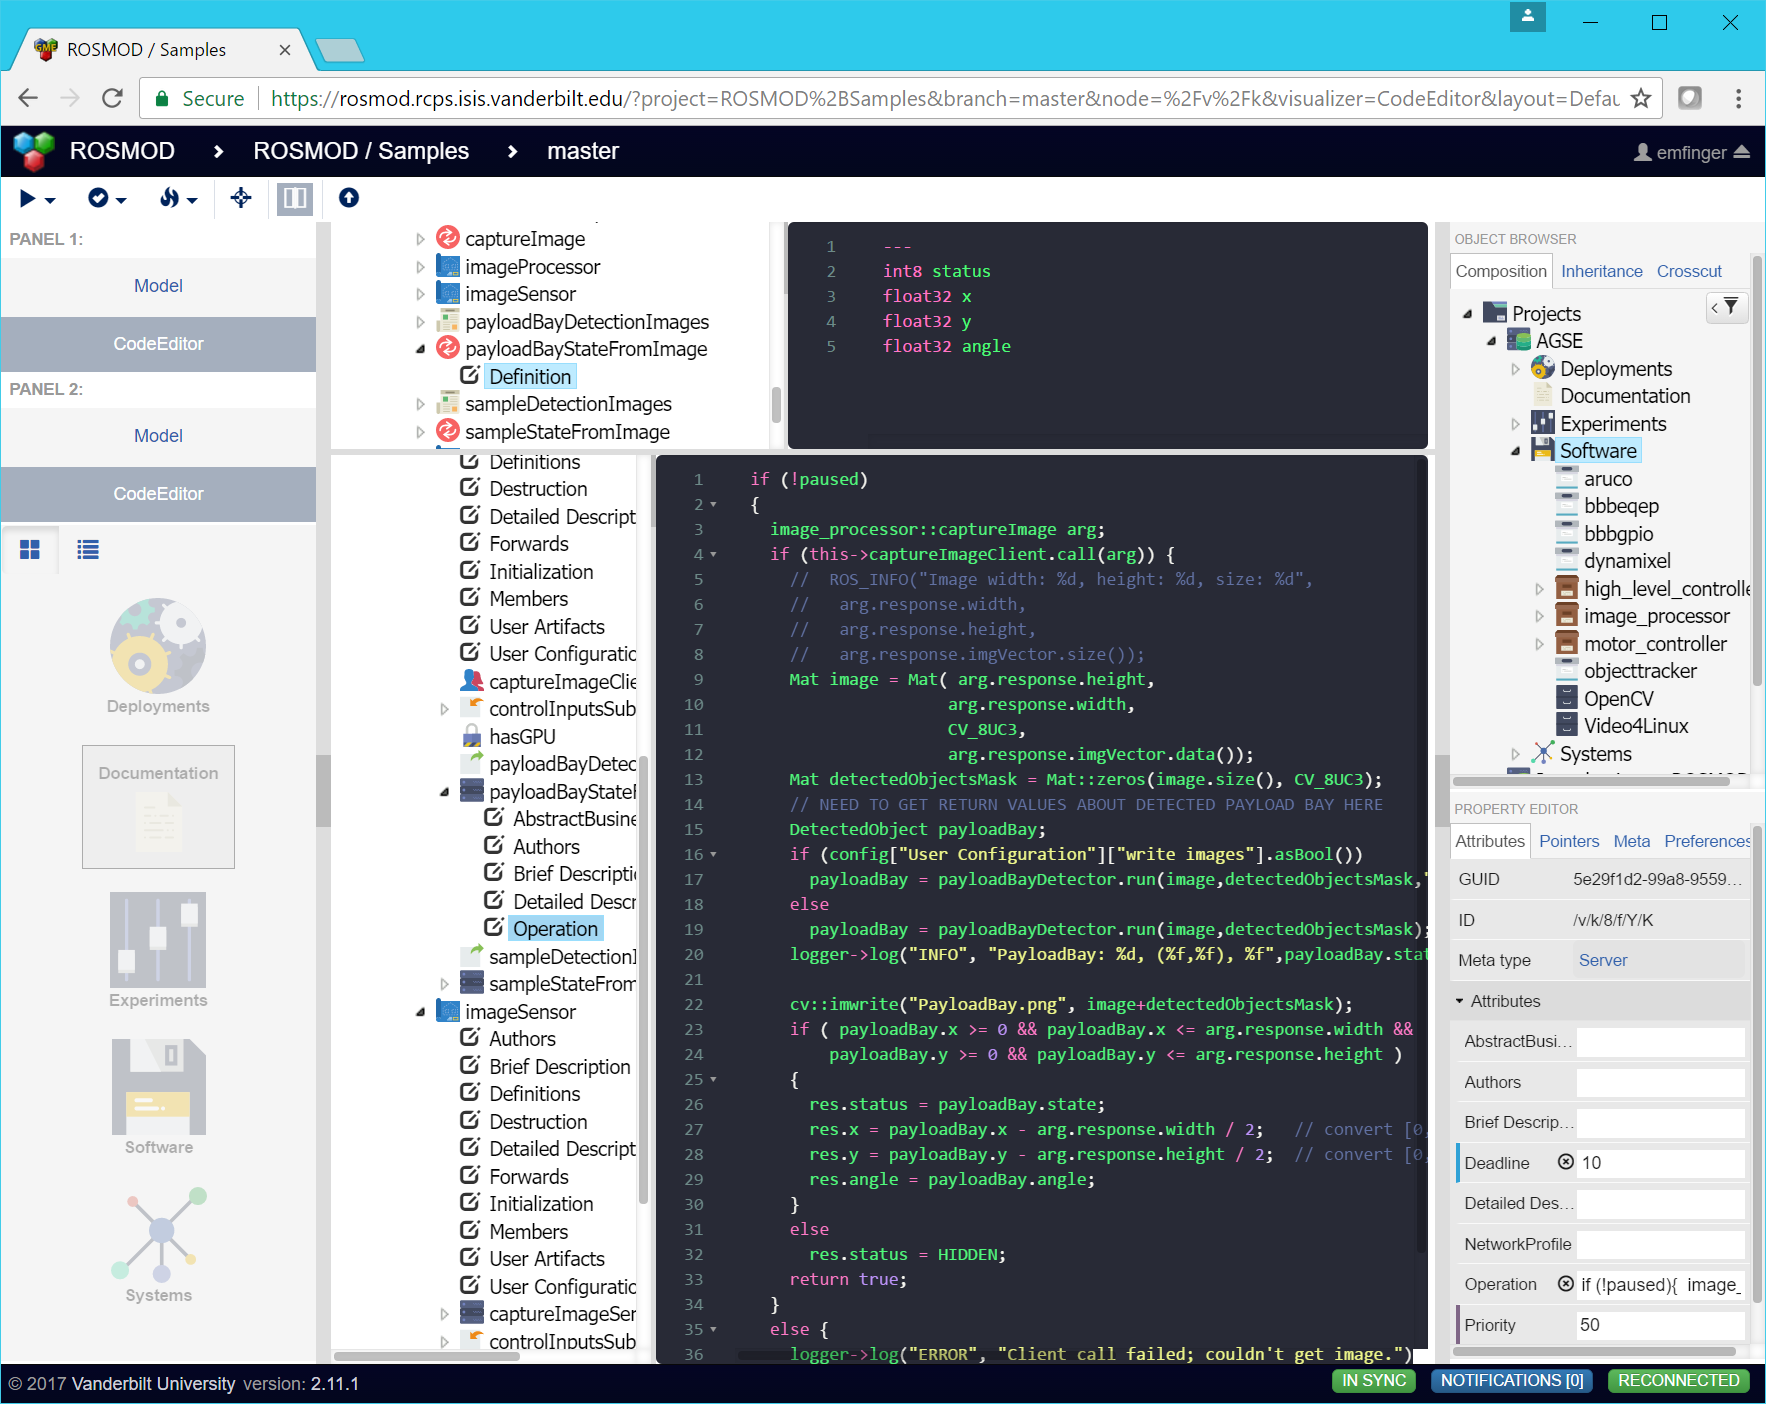 ROSMOD / Samples
Secure
https://rosmod.rcps.isis.vanderbilt.edu/?project=ROSMOD%2BSamples&branch=master&node=%2Fv%2Fk&visualizer=CodeEditor&layout=Defau
ROSMOD
ROSMOD / Samples
master
emfinger
PANEL 1:
Model
CodeEditor
PANEL 2:
Model
CodeEditor
Deployments
Documentation
Experiments
Software
Systems
captureImage
imageProcessor
imageSensor
payloadBayDetectionImages
payloadBayStateFromImage
Definition
sampleDetectionImages
sampleStateFromImage
1 ---
2 int8 status
3 float32 x
4 float32 y
5 float32 angle
Definitions
Destruction
Detailed Descript
Forwards
Initialization
Members
User Artifacts
User Configuratic
captureImageClie
controlInputsSub
hasGPU
payloadBayDetec
payloadBayStateF
AbstractBusine
Authors
Brief Descriptic
Detailed Descr
Operation
sampleDetectionI
sampleStateFrom
imageSensor
Authors
Brief Description
Definitions
Destruction
Detailed Descript
Forwards
Initialization
Members
User Artifacts
User Configuratic
captureImageSer
controlInputsSub
1 if (!paused)
2 {
3 image_processor::captureImage arg;
4 if (this->captureImageClient.call(arg)) {
5 // ROS_INFO("Image width: %d, height: %d, size: %d",
6 // arg.response.width,
7 // arg.response.height,
8 // arg.response.imgVector.size());
9 Mat image = Mat( arg.response.height,
10 arg.response.width,
11 CV_8UC3,
12 arg.response.imgVector.data());
13 Mat detectedObjectsMask = Mat::zeros(image.size(), CV_8UC3);
14 // NEED TO GET RETURN VALUES ABOUT DETECTED PAYLOAD BAY HERE
15 DetectedObject payloadBay;
16 if (config["User Configuration"]["write images"].asBool())
17 payloadBay = payloadBayDetector.run(image,detectedObjectsMask,"
18 else
19 payloadBay = payloadBayDetector.run(image,detectedObjectsMask);
20 logger->log("INFO", "PayloadBay: %d, (%f,%f), %f",payloadBay.stat
21
22 cv::imwrite("PayloadBay.png", image+detectedObjectsMask);
23 if ( payloadBay.x >= 0 && payloadBay.x <= arg.response.width &&
24 payloadBay.y >= 0 && payloadBay.y <= arg.response.height )
25 {
26 res.status = payloadBay.state;
27 res.x = payloadBay.x - arg.response.width / 2; // convert [0,
28 res.y = payloadBay.y - arg.response.height / 2; // convert [0,
29 res.angle = payloadBay.angle;
30 }
31 else
32 res.status = HIDDEN;
33 return true;
34 }
35 else {
36 logger->log("ERROR", "Client call failed; couldn't get image.")
OBJECT BROWSER
Composition Inheritance Crosscut
Projects
AGSE
Deployments
Documentation
Experiments
Software
aruco
bbbeqep
bbbgpio
dynamixel
high_level_controlle
image_processor
motor_controller
objecttracker
OpenCV
Video4Linux
Systems
PROPERTY EDITOR
Attributes Pointers Meta Preferences
GUID 5e29f1d2-99a8-9559...
ID /v/k/8/f/Y/K
Meta type Server
Attributes
AbstractBusi...
Authors
Brief Descrip...
Deadline 10
Detailed Des...
NetworkProfile
Operation if (!paused){ image_
Priority 50
© 2017 Vanderbilt University version: 2.11.1
IN SYNC
NOTIFICATIONS [0]
RECONNECTED